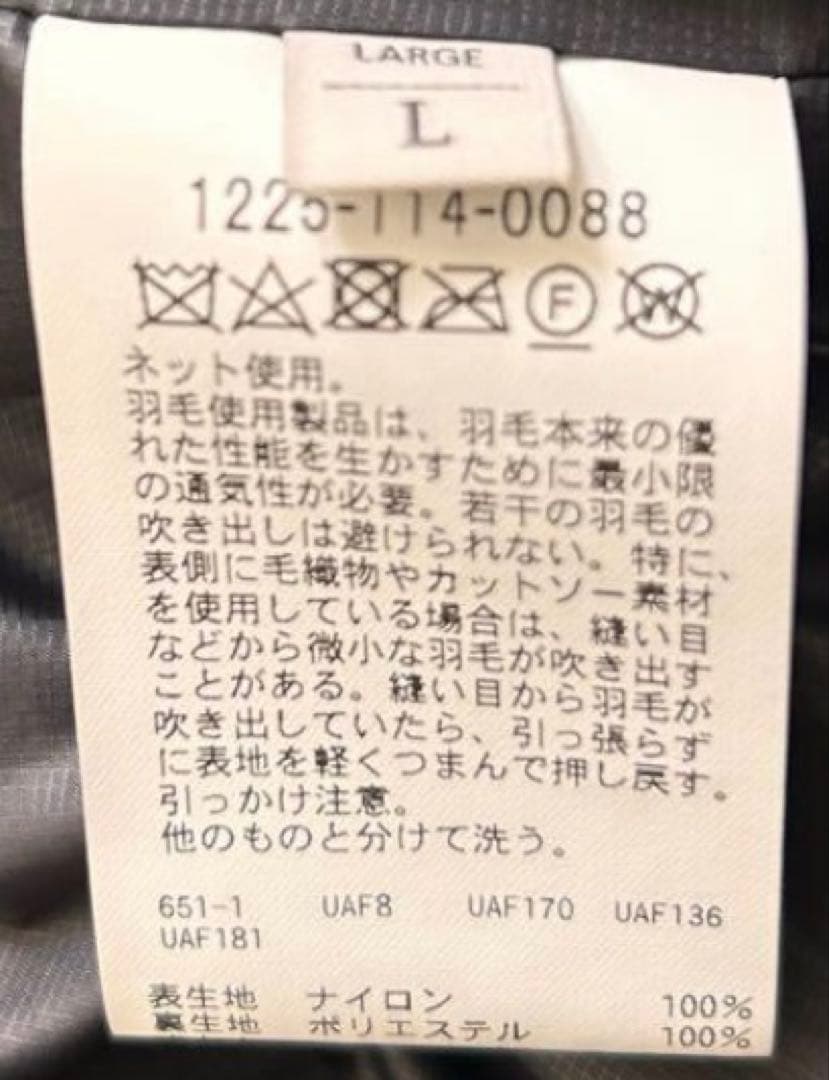 LARGE
L
1225-114-0088
F W
ネット使用。
羽毛使用製品は、羽毛本来の優
れた性能を生かすために最小限
の通気性が必要。若干の羽毛の
吹き出しは避けられない。特に、
表側に毛織物やカットソー素材
を使用している場合は、縫い目
などから微小な羽毛が吹き出す
ことがある。縫い目から羽毛が
吹き出していたら、引っ張らず
に表地を軽くつまんで押し戻す。
引っかけ注意。
他のものと分けて洗う。
651-1 UAF8 UAF170 UAF136
UAF181
表生地 ナイロン 100%
裏生地 ポリエステル 100%